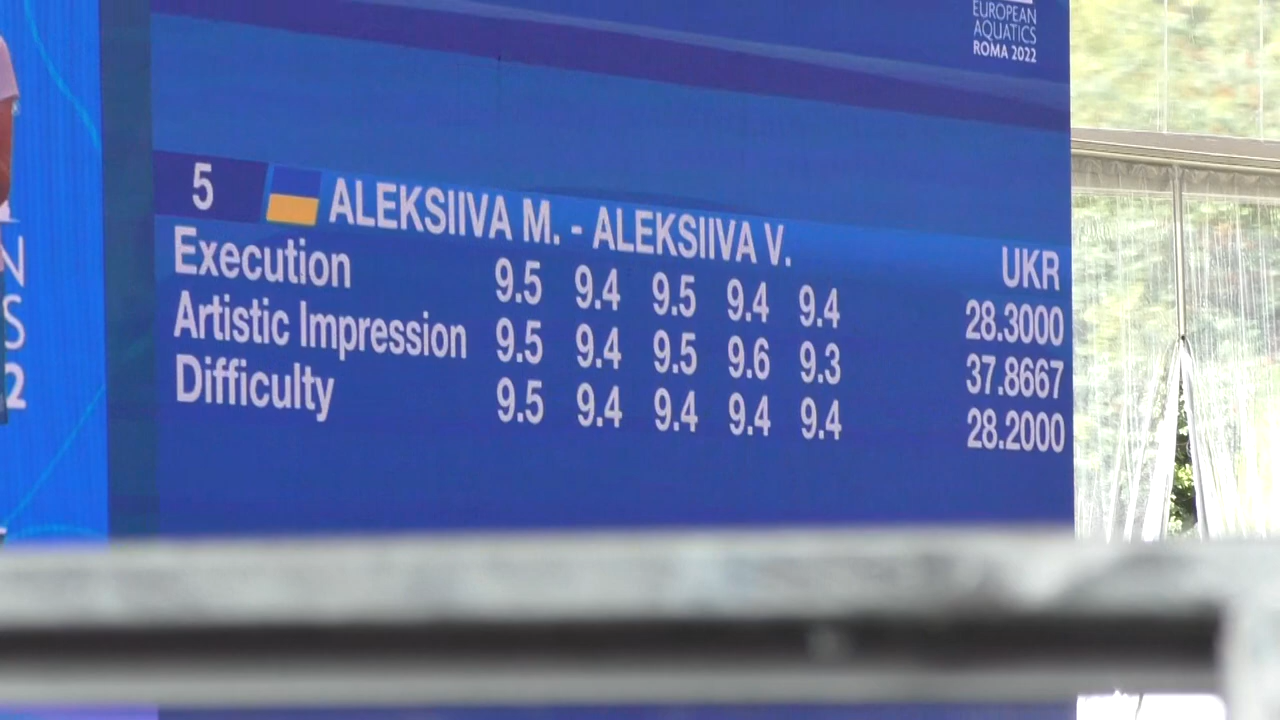 EUROPEAN
AQUATICS
ROMA 2022
5 ALEKSIIVA M. - ALEKSIIVA V. UKR
Execution 9.5 9.4 9.5 9.4 9.4 28.3000
Artistic Impression 9.5 9.4 9.5 9.6 9.3 37.8667
Difficulty 9.5 9.4 9.4 9.4 9.4 28.2000
N
S
2